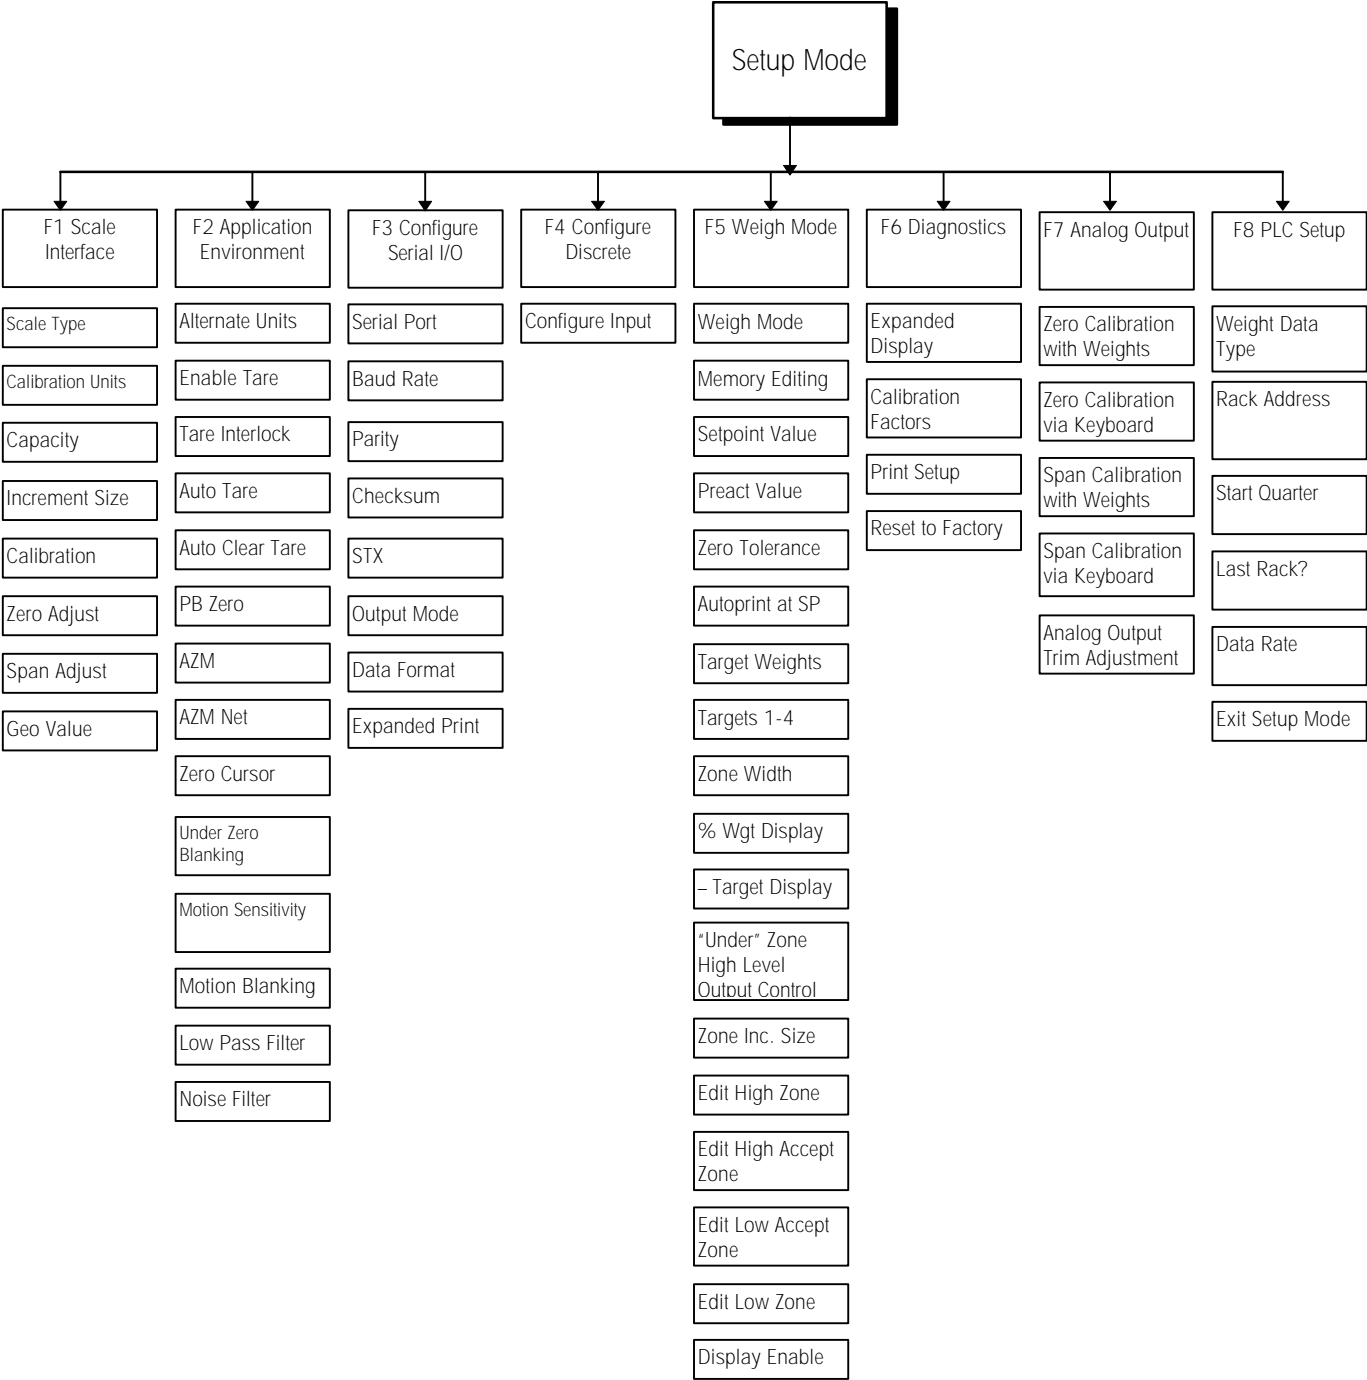 Setup Mode
F1 Scale
Interface
Scale Type
Calibration Units
Capacity
Increment Size
Calibration
Zero Adjust
Span Adjust
Geo Value
F2 Application
Environment
Alternate Units
Enable Tare
Tare Interlock
Auto Tare
Auto Clear Tare
PB Zero
AZM
AZM Net
Zero Cursor
Under Zero
Blanking
Motion Sensitivity
Motion Blanking
Low Pass Filter
Noise Filter
F3 Configure
Serial I/O
Serial Port
Baud Rate
Parity
Checksum
STX
Output Mode
Data Format
Expanded Print
F4 Configure
Discrete
Configure Input
F5 Weigh Mode
Weigh Mode
Memory Editing
Setpoint Value
Preact Value
Zero Tolerance
Autoprint at SP
Target Weights
Targets 1-4
Zone Width
% Wgt Display
– Target Display
“Under” Zone
High Level
Output Control
Zone Inc. Size
Edit High Zone
Edit High Accept
Zone
Edit Low Accept
Zone
Edit Low Zone
Display Enable
F6 Diagnostics
Expanded
Display
Calibration
Factors
Print Setup
Reset to Factory
F7 Analog Output
Zero Calibration
with Weights
Zero Calibration
via Keyboard
Span Calibration
with Weights
Span Calibration
via Keyboard
Analog Output
Trim Adjustment
F8 PLC Setup
Weight Data
Type
Rack Address
Start Quarter
Last Rack?
Data Rate
Exit Setup Mode